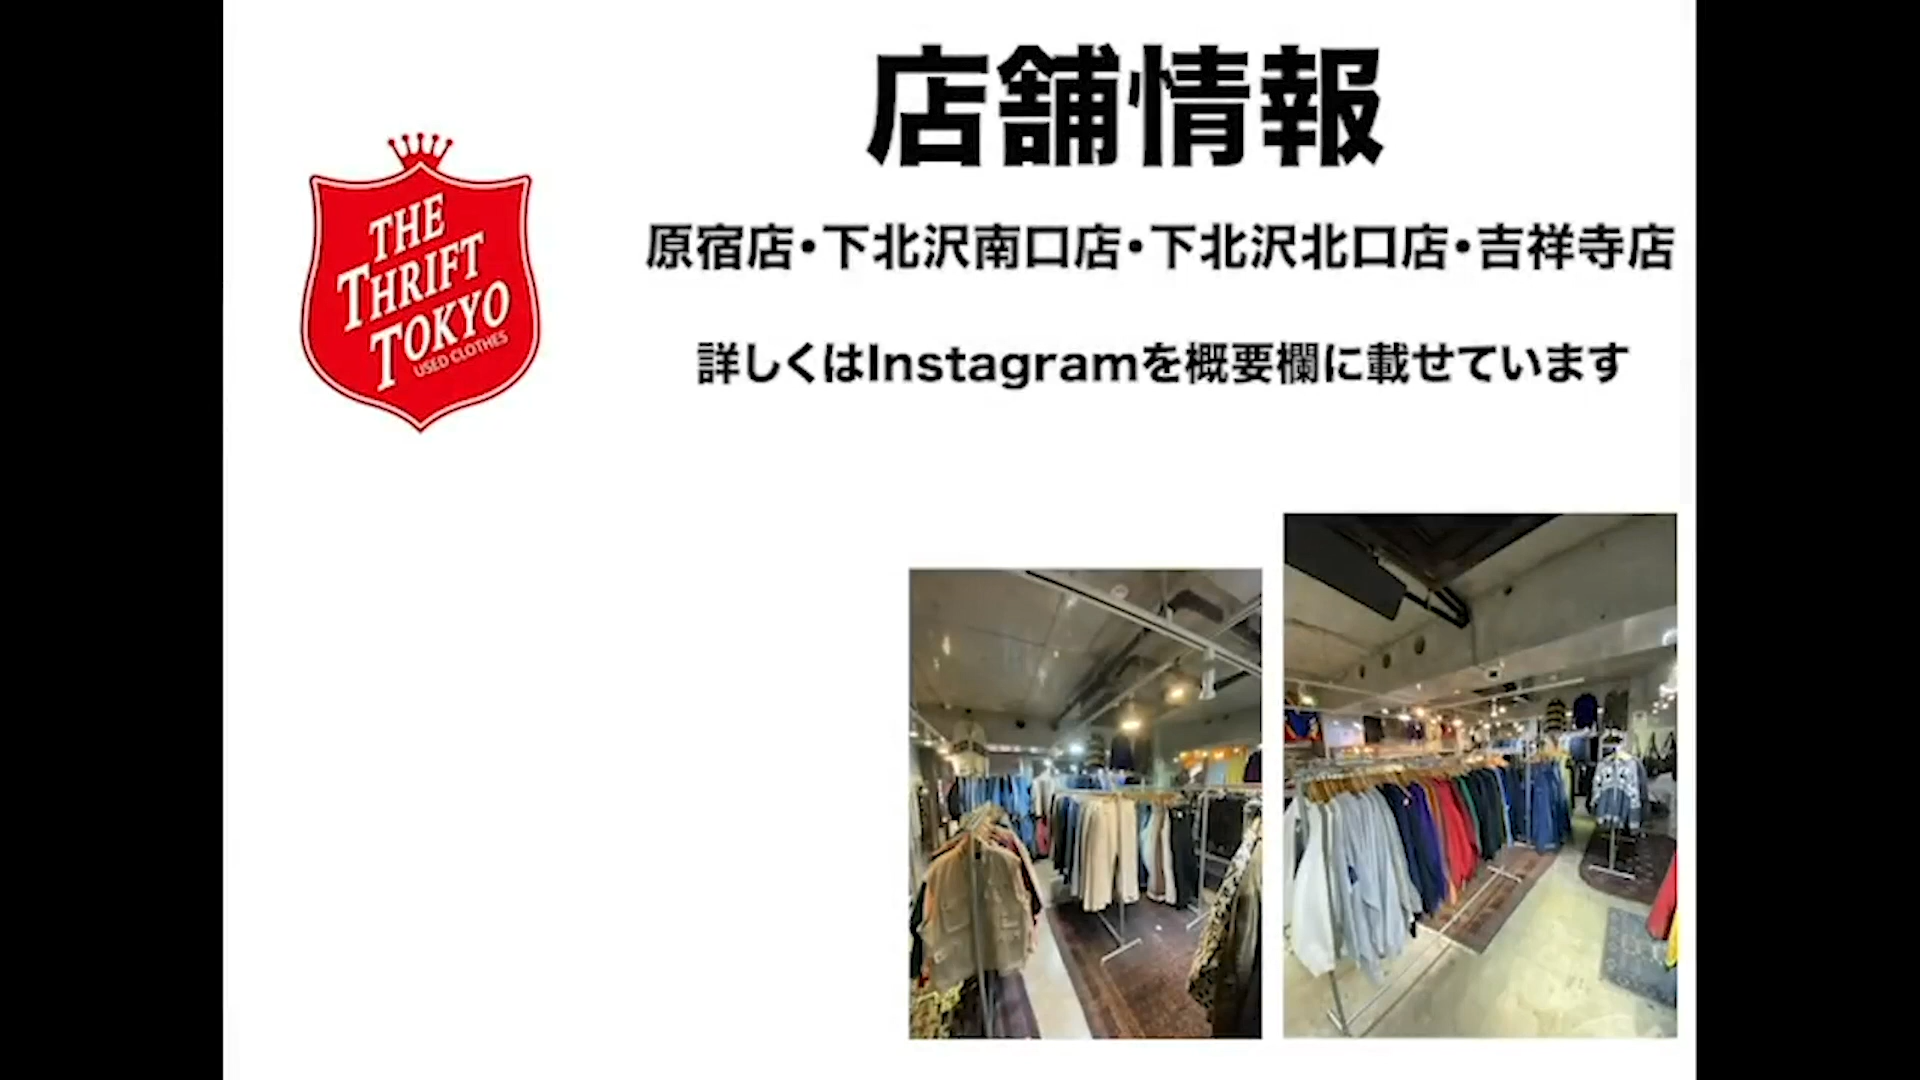 店舗情報
THE
THRIFT
TOKYO
USED CLOTHES
原宿店・下北沢南口店・下北沢北口店・吉祥寺店
詳しくはInstagramを概要欄に載せています